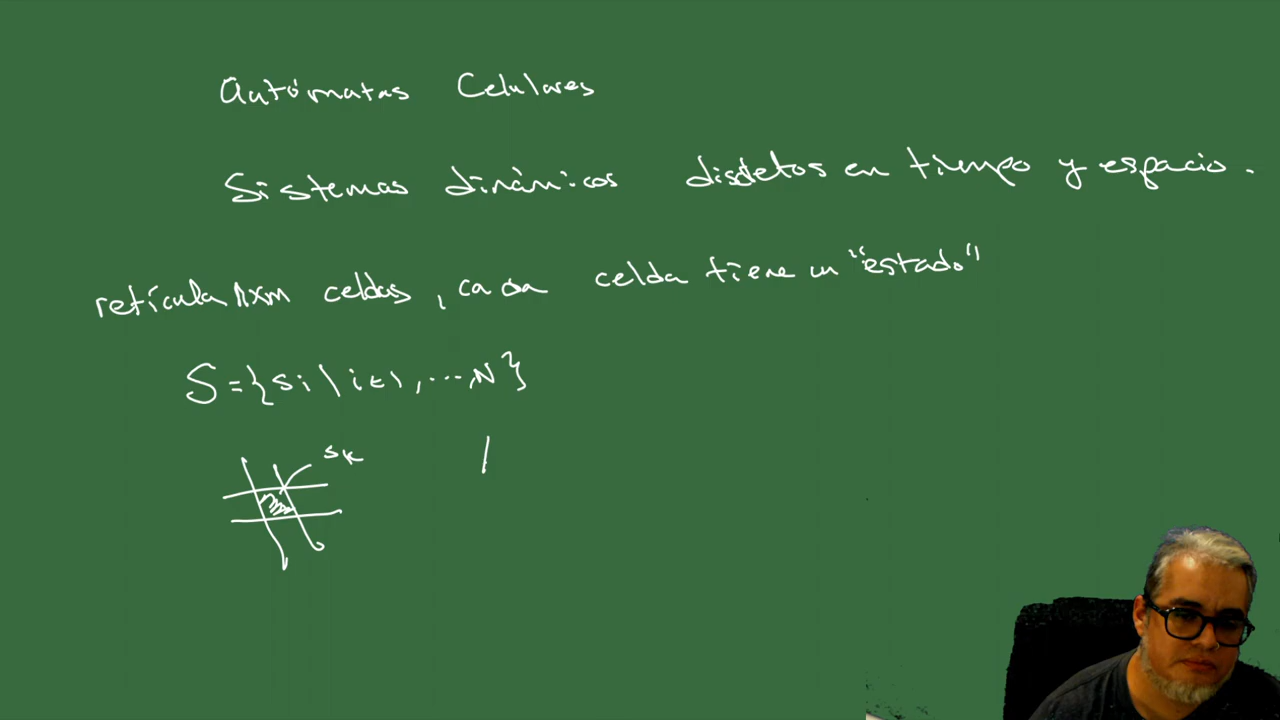 Autómatas Celulares
Sistemas dinámicos discretos en tiempo y espacio.
retícula nxm celdas, cada celda tiene un "estado"
S={si | i∈1,...,N}
sk